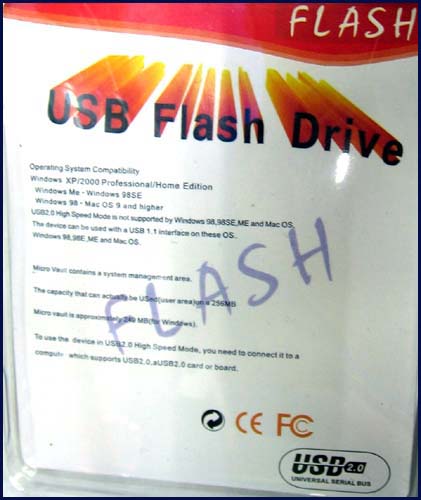 FLASH
USB Flash Drive
Operating System Compatibility
Windows XP/2000 Professional/Home Edition
Windows Me - Windows 98SE
Windows 98 - Mac OS 9 and higher
USB2.0 High Speed Mode is not supported by Windows 98,98SE,ME and Mac OS.
The device can be used with a USB 1.1 interface on these OS.
Windows 98,98E,ME and Mac OS.
FLASH
Micro Vault contains a system management area.
The capacity that can actually be USed(user area)on a 256MB
Micro vault is approximately 249 MB(for Windows).
To use the device in USB2.0 High Speed Mode, you need to connect it to a
compute which supports USB2.0,aUSB2.0 card or board.
CE FC
USB2.0
UNIVERSAL SERIAL BUS